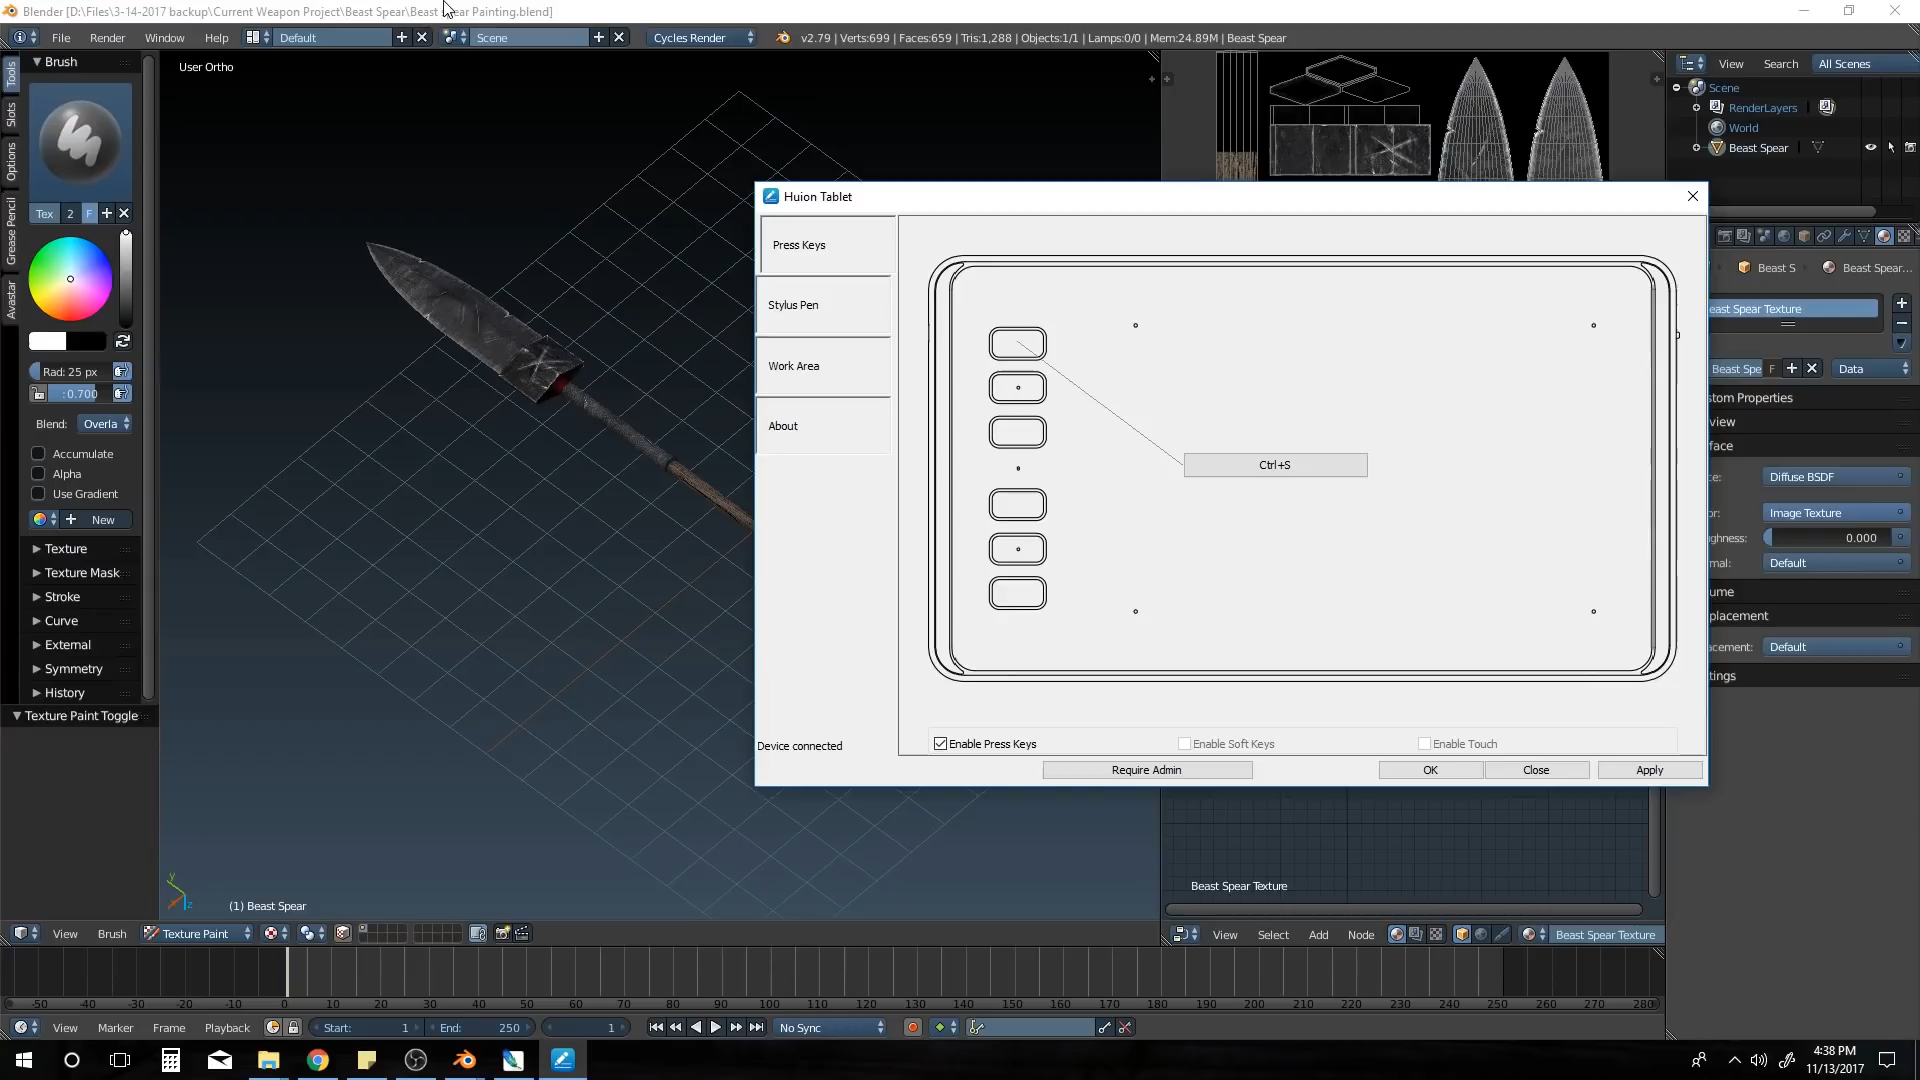 Blender [D:\Files\3-14-2017 backup\Current Weapon Project\Beast Spear\Beast Spear Painting.blend]
File Render Window Help Default Scene Cycles Render v2.79 | Verts:699 | Faces:659 | Tris:1,288 | Objects:1/1 | Lamps:0/0 | Mem:24.89M | Beast Spear
Tools
Slots
Options
Grease Pencil
Avastar
Brush
Tex 2 F
Rad: 25 px
:0.700
Blend: Overla
Accumulate
Alpha
Use Gradient
New
Texture
Texture Mask
Stroke
Curve
External
Symmetry
History
Texture Paint Toggle
User Ortho
(1) Beast Spear
y
z
View Brush Texture Paint
Huion Tablet
Press Keys
Stylus Pen
Work Area
About
Device connected
Ctrl+S
Enable Press Keys Enable Soft Keys Enable Touch
Require Admin OK Close Apply
View Search All Scenes
Scene
RenderLayers
World
Beast Spear
Beast S Beast Spear...
east Spear Texture
Beast Spe F Data
stom Properties
view
face
ce: Diffuse BSDF
or: Image Texture
ghness: 0.000
mal: Default
ume
placement
acement: Default
tings
Beast Spear Texture
View Select Add Node Beast Spear Texture
-50 -40 -30 -20 -10 0 10 20 30 40 50 60 70 80 90 100 110 120 130 140 150 160 170 180 190 200 210 220 230 240 250 260 270 280
View Marker Frame Playback Start: 1 End: 250 1 No Sync
4:38 PM
11/13/2017